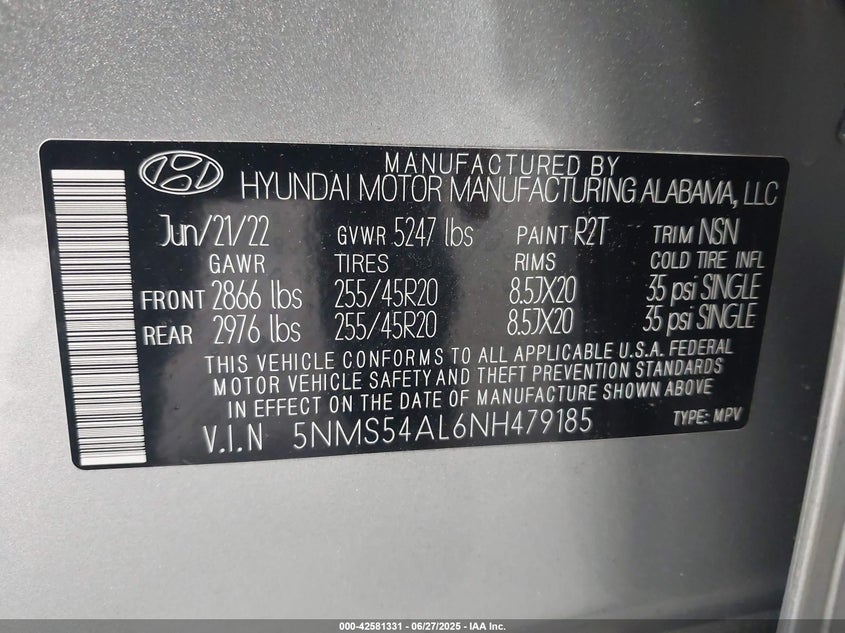 MANUFACTURED BY
HYUNDAI MOTOR MANUFACTURING ALABAMA, LLC
Jun/21/22 GVWR 5247 lbs PAINT R2T TRIM NSN
GAWR TIRES RIMS COLD TIRE INFL
FRONT 2866 lbs 255/45R20 8.5JX20 35 psi SINGLE
REAR 2976 lbs 255/45R20 8.5JX20 35 psi SINGLE
THIS VEHICLE CONFORMS TO ALL APPLICABLE U.S.A. FEDERAL
MOTOR VEHICLE SAFETY AND THEFT PREVENTION STANDARDS
IN EFFECT ON THE DATE OF MANUFACTURE SHOWN ABOVE
V.I.N 5NMS54AL6NH479185 TYPE: MPV
000-42581331 | 06/27/2025 - IAA Inc.